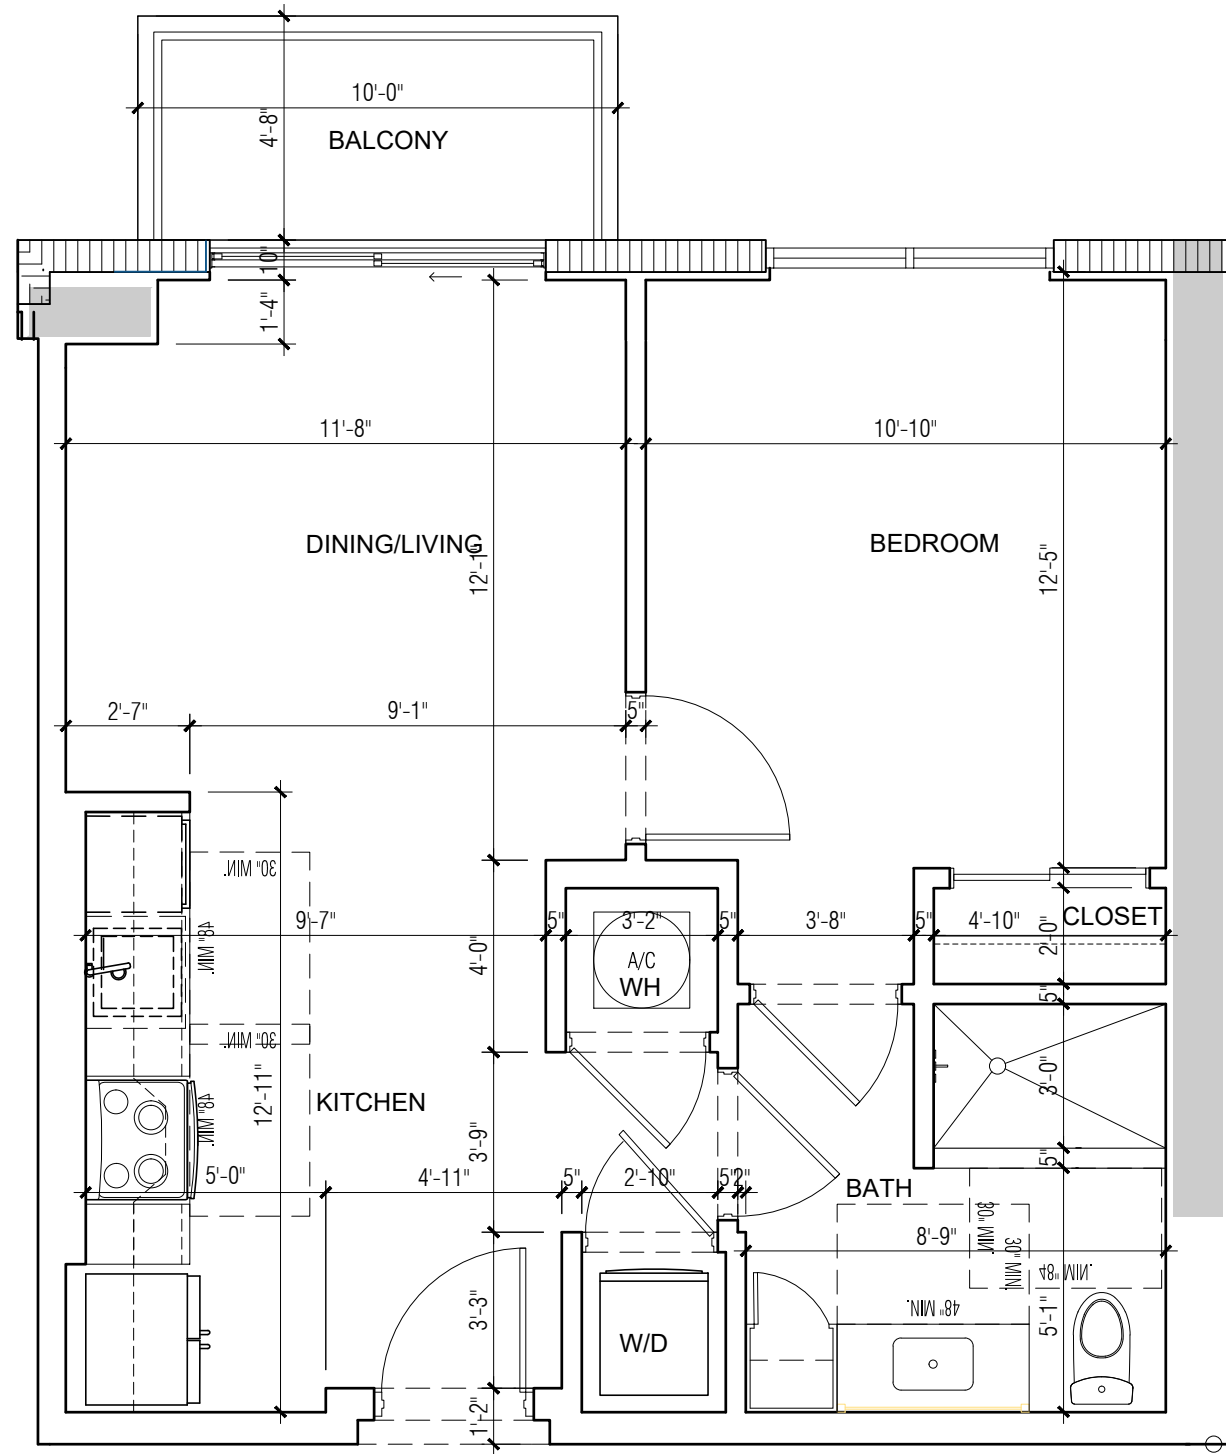 10'-0"
4'-8"
BALCONY
10"
1'-4"
11'-8"
10'-10"
DINING/LIVING
12'-1"
BEDROOM
12'-5"
2'-7"
9'-1"
5"
30" MIN.
48" MIN.
9'-7"
5"
3'-2"
5"
3'-8"
5"
4'-10"
CLOSET
2'-0"
4'-0"
A/C
WH
5"
30" MIN.
12'-11"
KITCHEN
48" MIN.
3'-0"
3'-9"
5"
5'-0"
4'-11"
5"
2'-10"
5"
2"
BATH
8'-9"
30" MIN.
30" MIN.
48" MIN.
48" MIN.
5'-1"
3'-3"
W/D
1'-2"